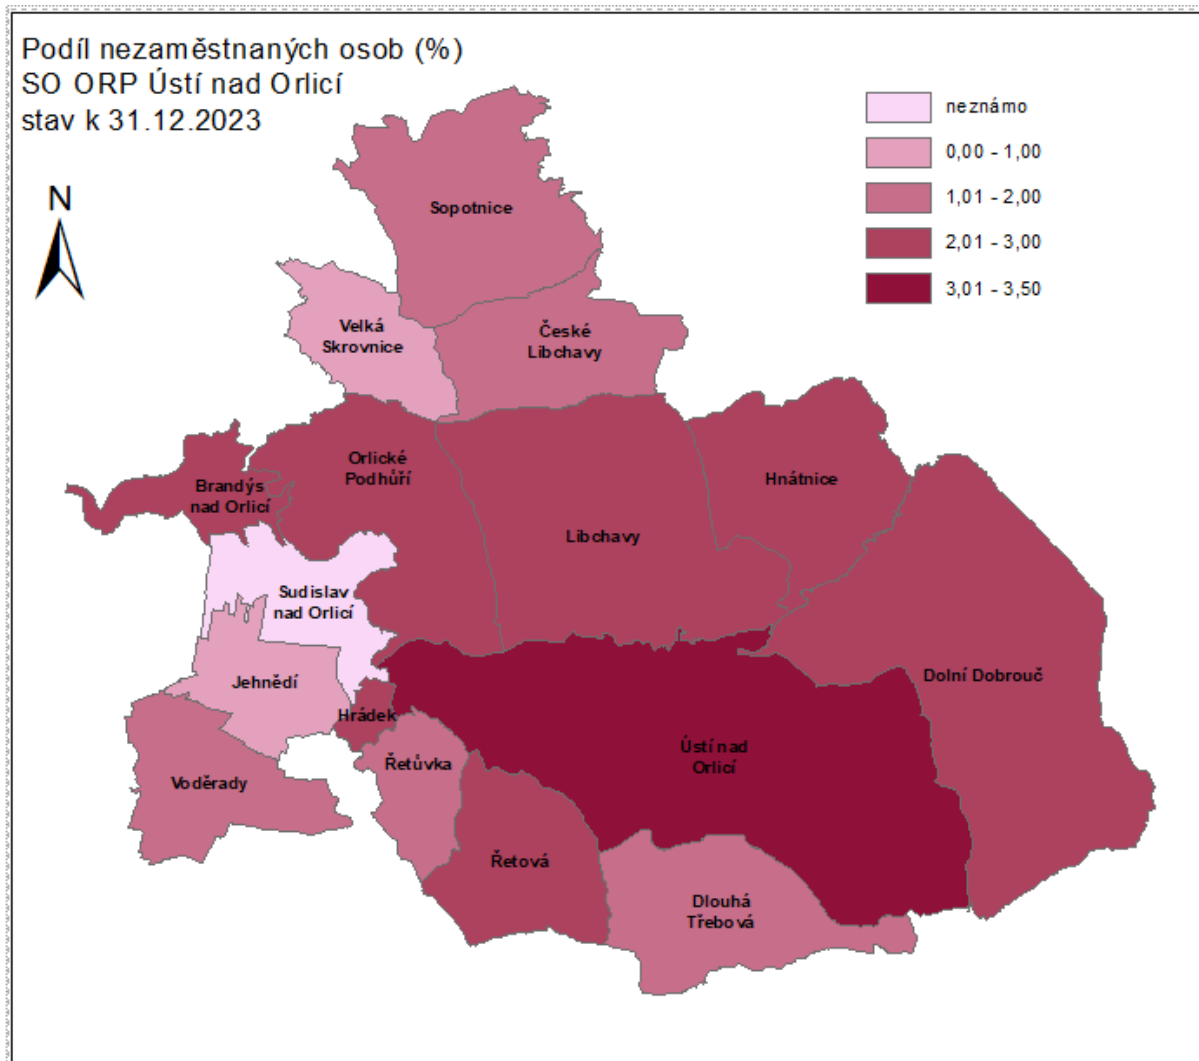 Podíl nezaměstnaných osob (%)
SO ORP Ústí nad Orlicí
stav k 31.12.2023
N
neznámo
0,00 - 1,00
1,01 - 2,00
2,01 - 3,00
3,01 - 3,50
Sopotnice
Velká
Skrovnice
České
Libchavy
Orlické
Podhůří
Brandýs
nad Orlicí
Hnátnice
Libchavy
Sudislav
nad Orlicí
Jehnědí
Dolní Dobrouč
Hrádek
Ústí nad
Orlicí
Řetůvka
Voděrady
Řetová
Dlouhá
Třebová